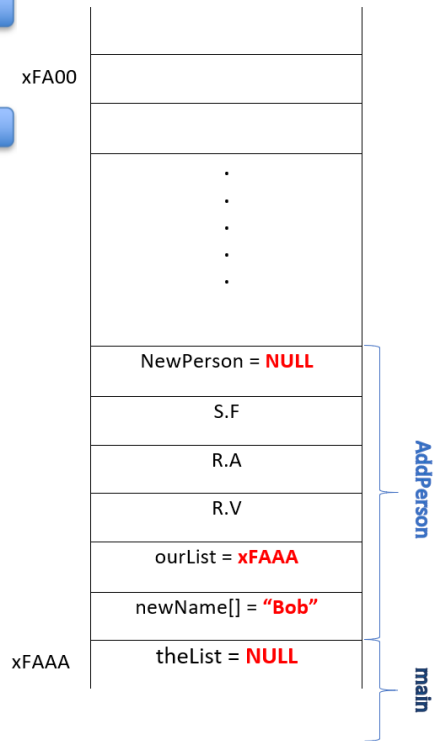 xFA00
.
.
.
.
.
NewPerson = NULL
S.F
R.A
R.V
ourList = xFAAA
newName[] = “Bob”
AddPerson
xFAAA
theList = NULL
main